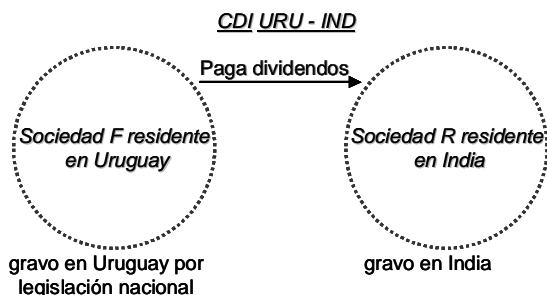 CDI URU - IND
Paga dividendos
Sociedad F residente
en Uruguay
Sociedad R residente
en India
gravo en Uruguay por
legislación nacional
gravo en India